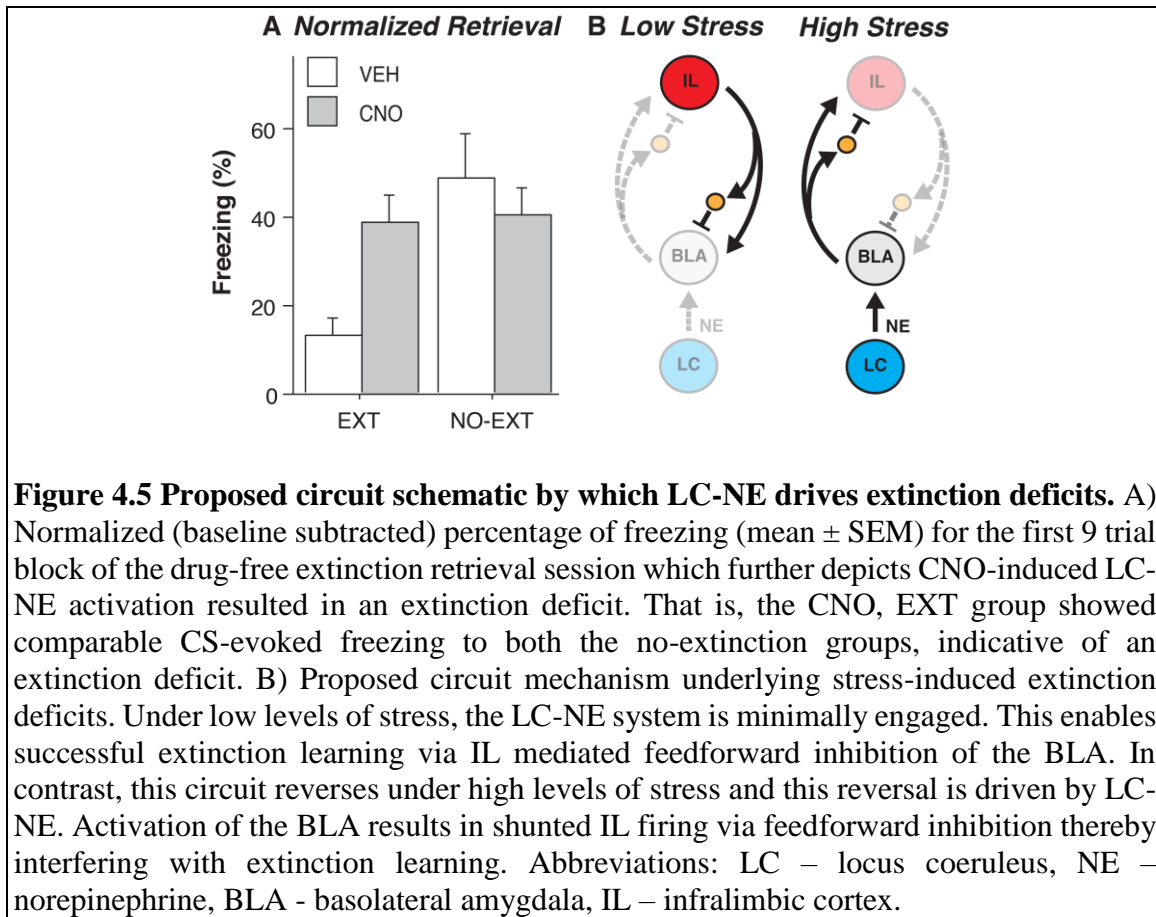 A Normalized Retrieval
B Low Stress
High Stress
VEH
CNO
Freezing (%)
60
40
20
0
EXT
NO-EXT
IL
BLA
NE
LC
IL
BLA
NE
LC
Figure 4.5 Proposed circuit schematic by which LC-NE drives extinction deficits. A)
Normalized (baseline subtracted) percentage of freezing (mean ± SEM) for the first 9 trial
block of the drug-free extinction retrieval session which further depicts CNO-induced LC-
NE activation resulted in an extinction deficit. That is, the CNO, EXT group showed
comparable CS-evoked freezing to both the no-extinction groups, indicative of an
extinction deficit. B) Proposed circuit mechanism underlying stress-induced extinction
deficits. Under low levels of stress, the LC-NE system is minimally engaged. This enables
successful extinction learning via IL mediated feedforward inhibition of the BLA. In
contrast, this circuit reverses under high levels of stress and this reversal is driven by LC-
NE. Activation of the BLA results in shunted IL firing via feedforward inhibition thereby
interfering with extinction learning. Abbreviations: LC – locus coeruleus, NE –
norepinephrine, BLA - basolateral amygdala, IL – infralimbic cortex.